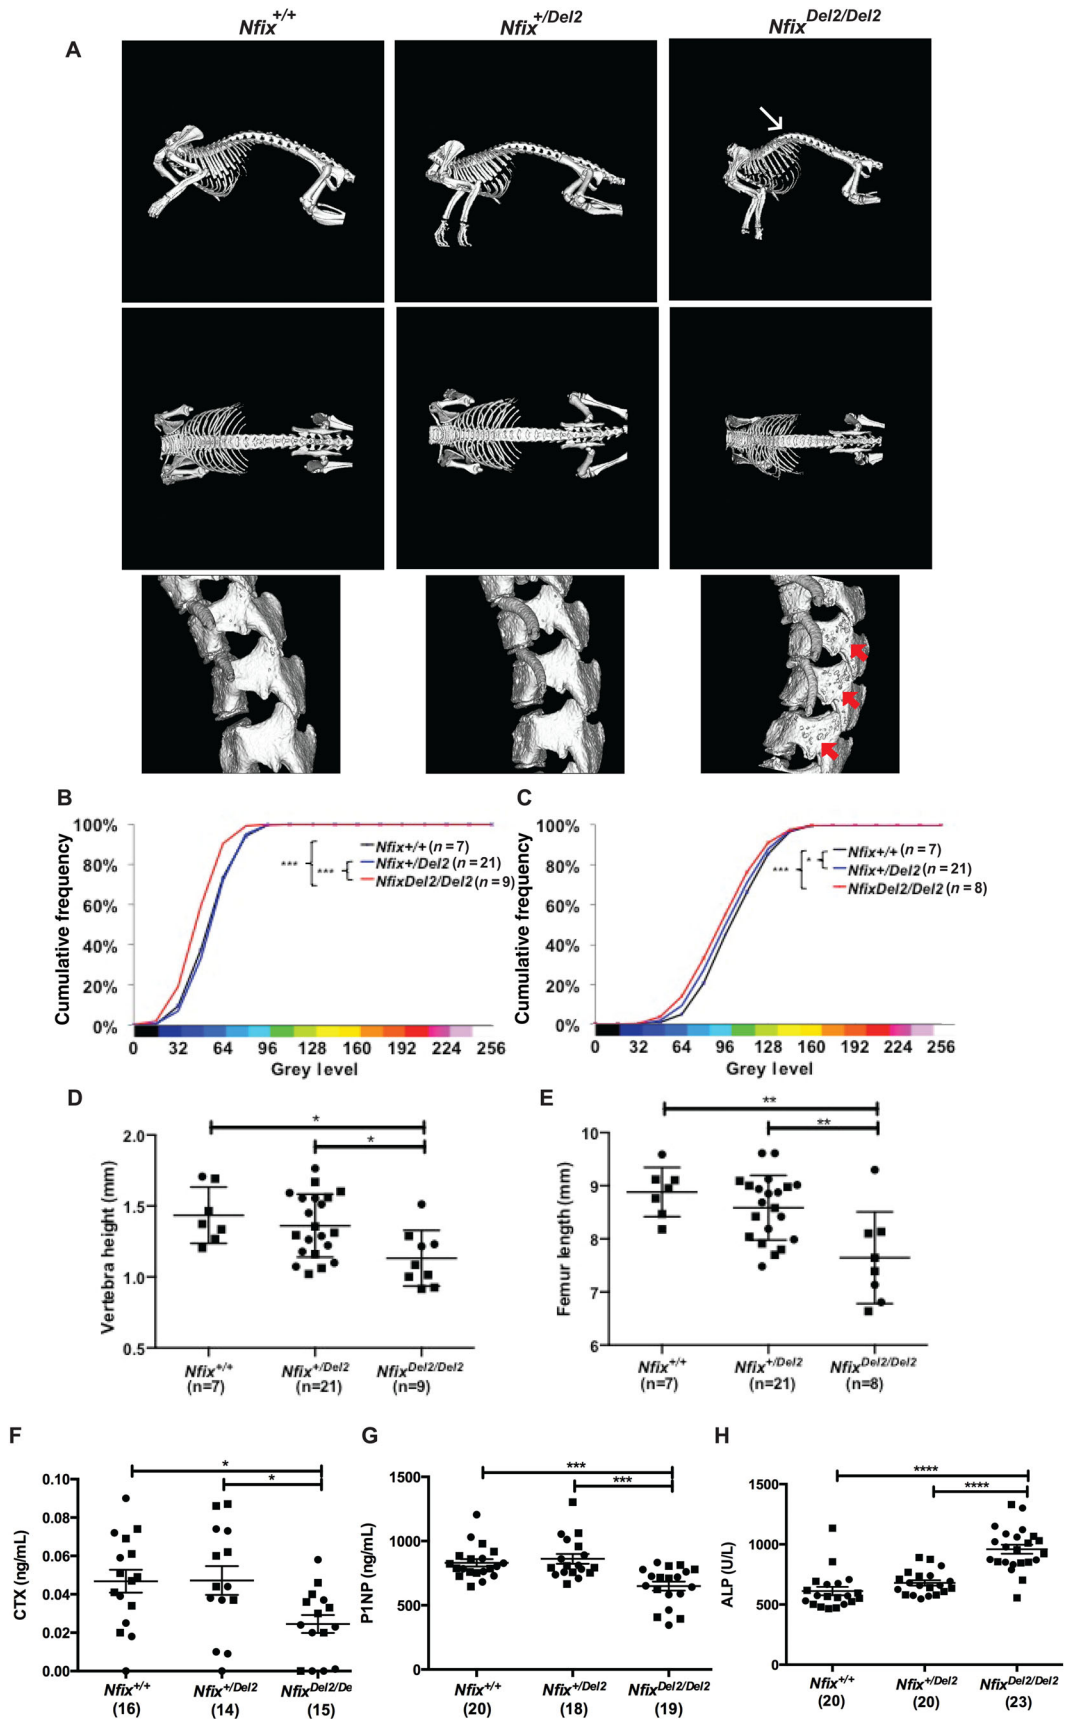 Nfix+/+ Nfix+/Del2 NfixDel2/Del2
A
B
C
100%
80%
60%
40%
20%
0%
Cumulative frequency
*** ***
Nfix+/+ (n = 7)
Nfix+/Del2 (n = 21)
NfixDel2/Del2 (n = 9)
0 32 64 96 128 160 192 224 256
Grey level
100%
80%
60%
40%
20%
0%
Cumulative frequency
*** *
Nfix+/+ (n = 7)
Nfix+/Del2 (n = 21)
NfixDel2/Del2 (n = 8)
0 32 64 96 128 160 192 224 256
Grey level
D
*
*
2.0
1.5
1.0
0.5
Vertebra height (mm)
Nfix+/+ Nfix+/Del2 NfixDel2/Del2
(n=7) (n=21) (n=9)
E
**
**
10
9
8
7
6
Femur length (mm)
Nfix+/+ Nfix+/Del2 NfixDel2/Del2
(n=7) (n=21) (n=8)
F
*
*
0.10
0.08
0.06
0.04
0.02
0.00
CTX (ng/mL)
Nfix+/+ Nfix+/Del2 NfixDel2/De
(16) (14) (15)
G
***
***
1500
1000
500
0
P1NP (ng/mL)
Nfix+/+ Nfix+/Del2 NfixDel2/Del2
(20) (18) (19)
H
****
****
1500
1000
500
0
ALP (U/L)
Nfix+/+ Nfix+/Del2 NfixDel2/Del2
(20) (20) (23)